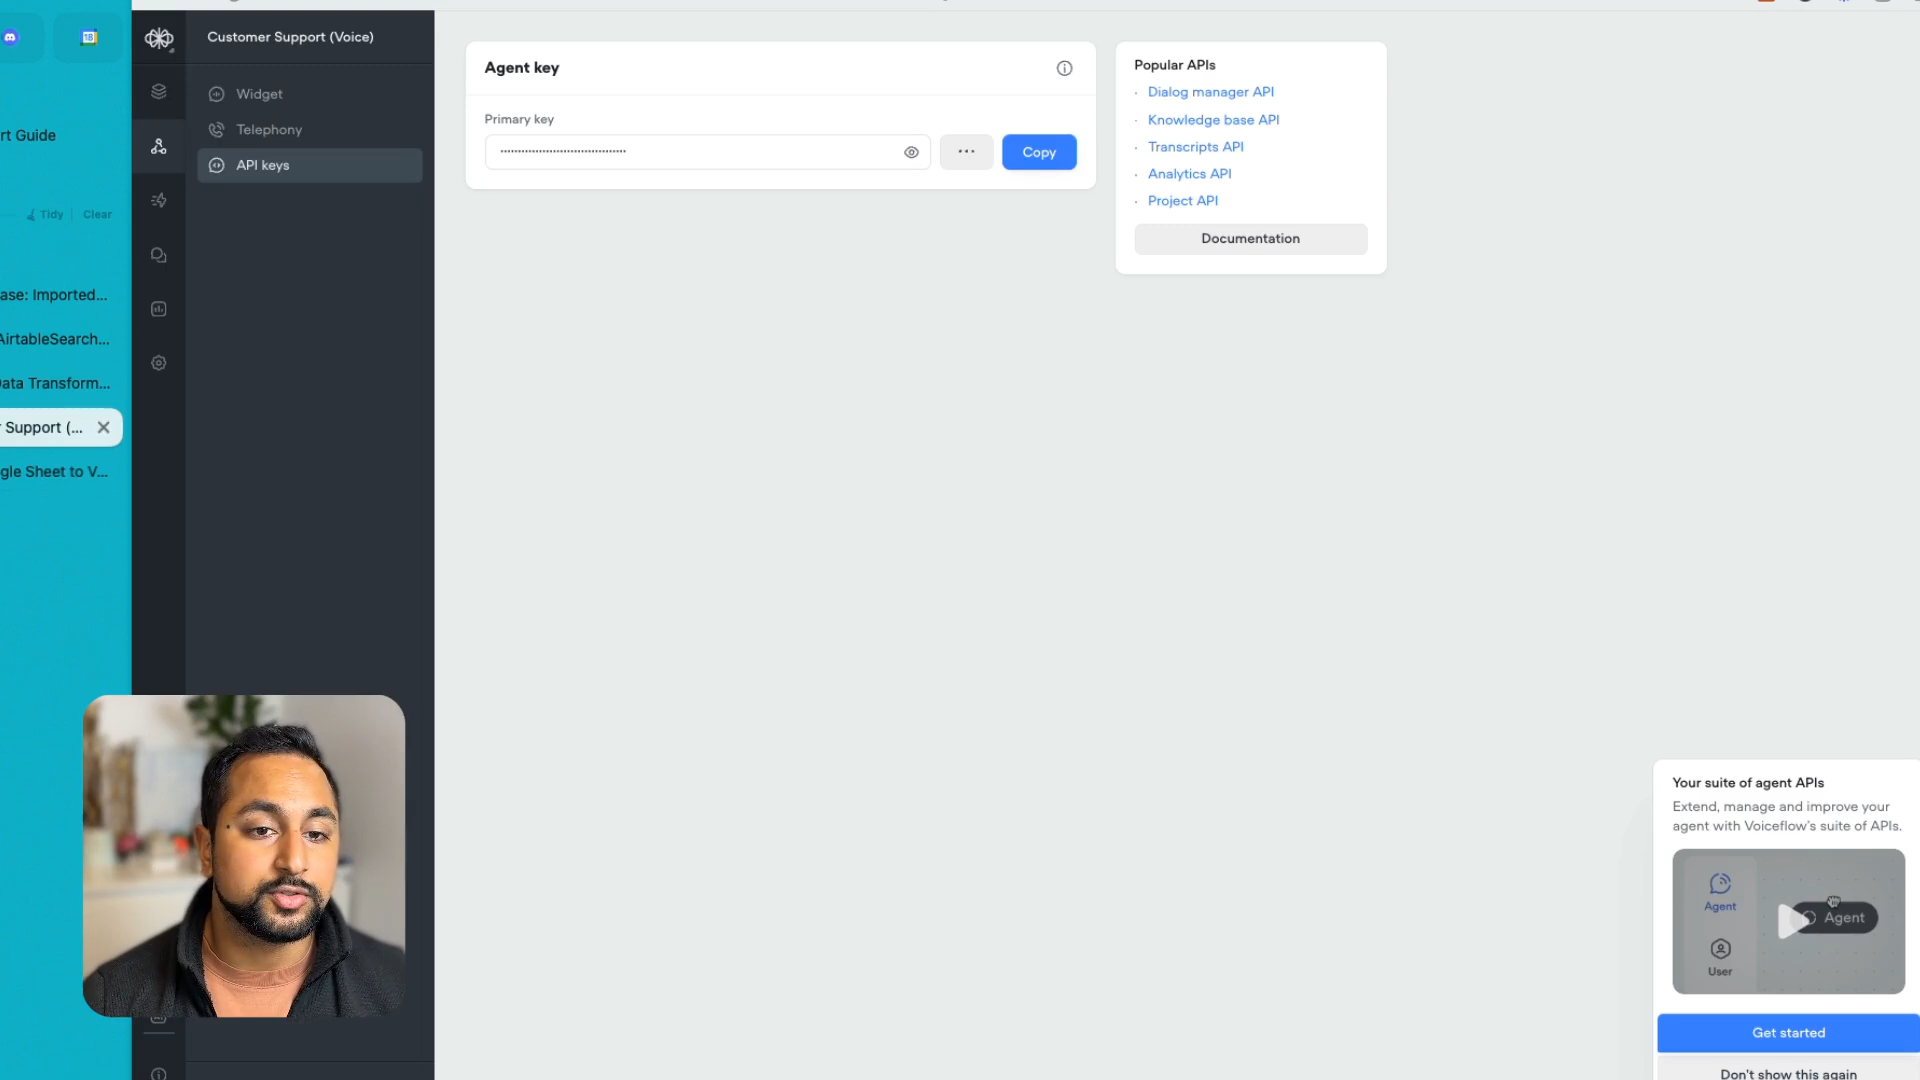 18
Customer Support (Voice)
rt Guide
Tidy
Clear
ase: Imported...
AirtableSearch...
Data Transform...
r Support (...
gle Sheet to V...
Widget
Telephony
API keys
Agent key
Primary key
Copy
Popular APIs
· Dialog manager API
· Knowledge base API
· Transcripts API
· Analytics API
· Project API
Documentation
Your suite of agent APIs
Extend, manage and improve your
agent with Voiceflow's suite of APIs.
Agent
Agent
User
Get started
Don't show this again